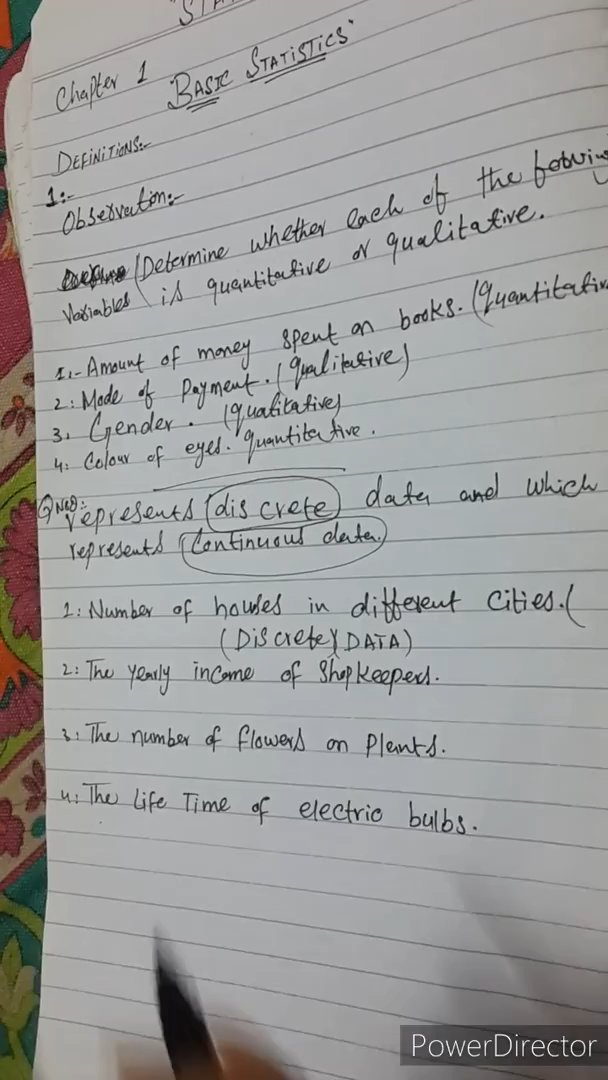 Chapter 1
BASIC STATISTICS"
DEFINITIONS:-
1:-
Observation:-
(Determine whether each of the
Variables is quantitative or qualitative.
1.- Amount of money spent on books. (Quantitative
2: Mode of Payment. (qualitative)
3. Gender. (qualitative)
4: Colour of eyes. quantitative.
represents (discrete) data and which
represents (Continuous data)
1: Number of houses in different Cities. (
(Discrete) DATA)
2: The yearly income of Shopkeepers.
3: The number of flowers on Plants.
4: The Life Time of electric bulbs.
PowerDirector